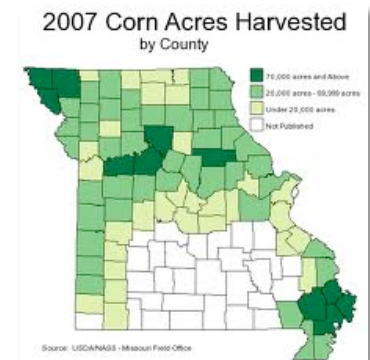 2007 Corn Acres Harvested
by County
70,000 acres and Above
20,000 acres - 69,999 acres
Under 20,000 acres
Not Published
Source: USDA/NASS - Missouri Field Office